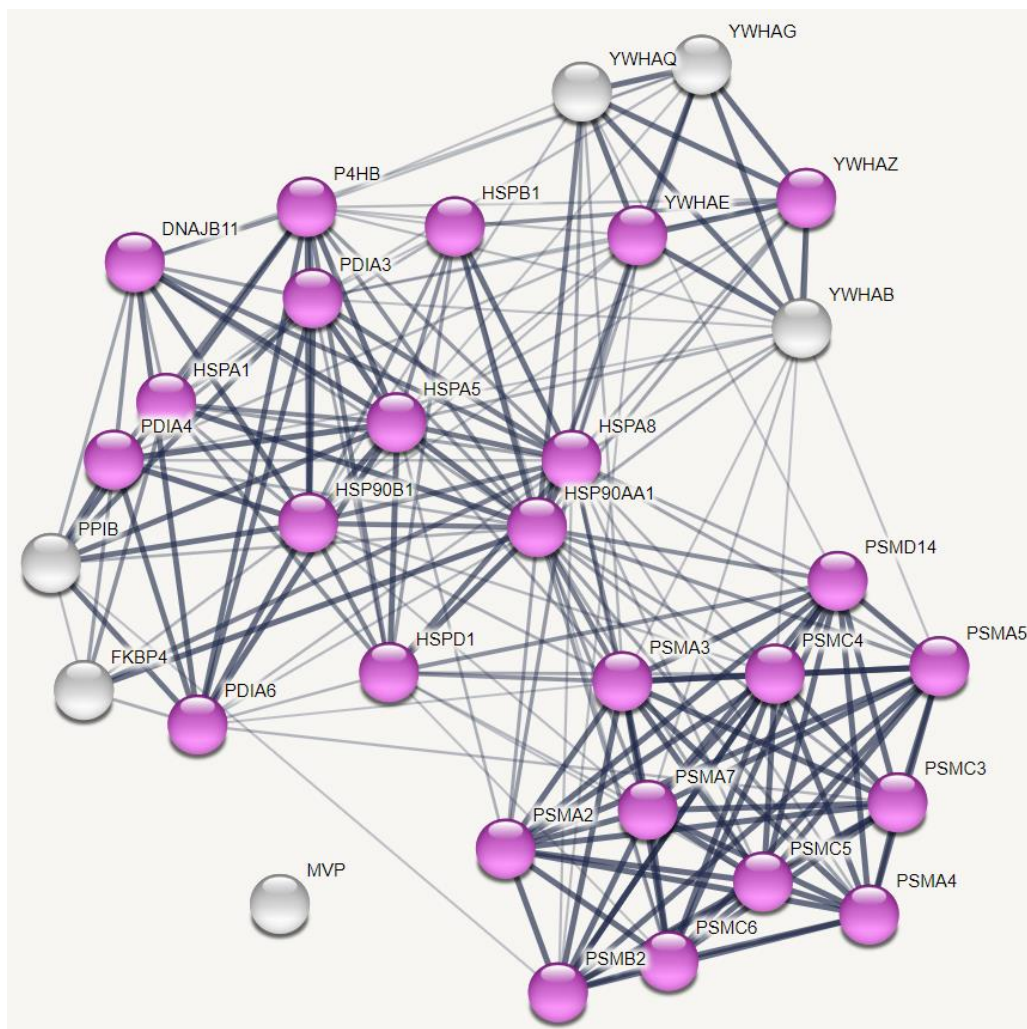 YWHAG
YWHAQ
P4HB
HSPB1
YWHAZ
YWHAE
DNAJB11
PDIA3
YWHAB
HSPA1
HSPA5
PDIA4
HSPA8
HSP90B1
HSP90AA1
PPIB
PSMD14
FKBP4
HSPD1
PSMA3
PSMC4
PSMA5
PDIA6
PSMA7
PSMC3
PSMA2
PSMC5
MVP
PSMA4
PSMC6
PSMB2